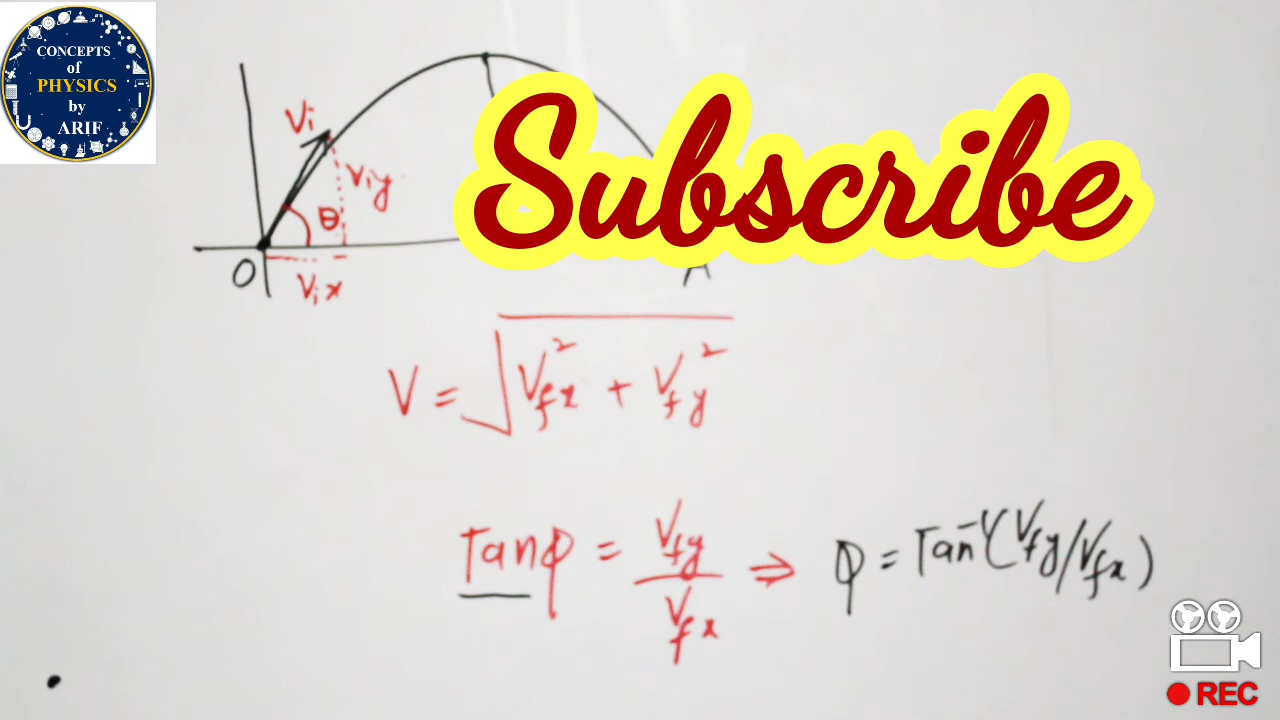 CONCEPTS
of
PHYSICS
by
ARIF
Subscribe
Vi
Viy
θ
O
Vix
A
V = √Vfx² + Vfy²
Tanφ = Vfy/Vfx ⇒ φ = Tan⁻¹(Vfy/Vfx)
REC